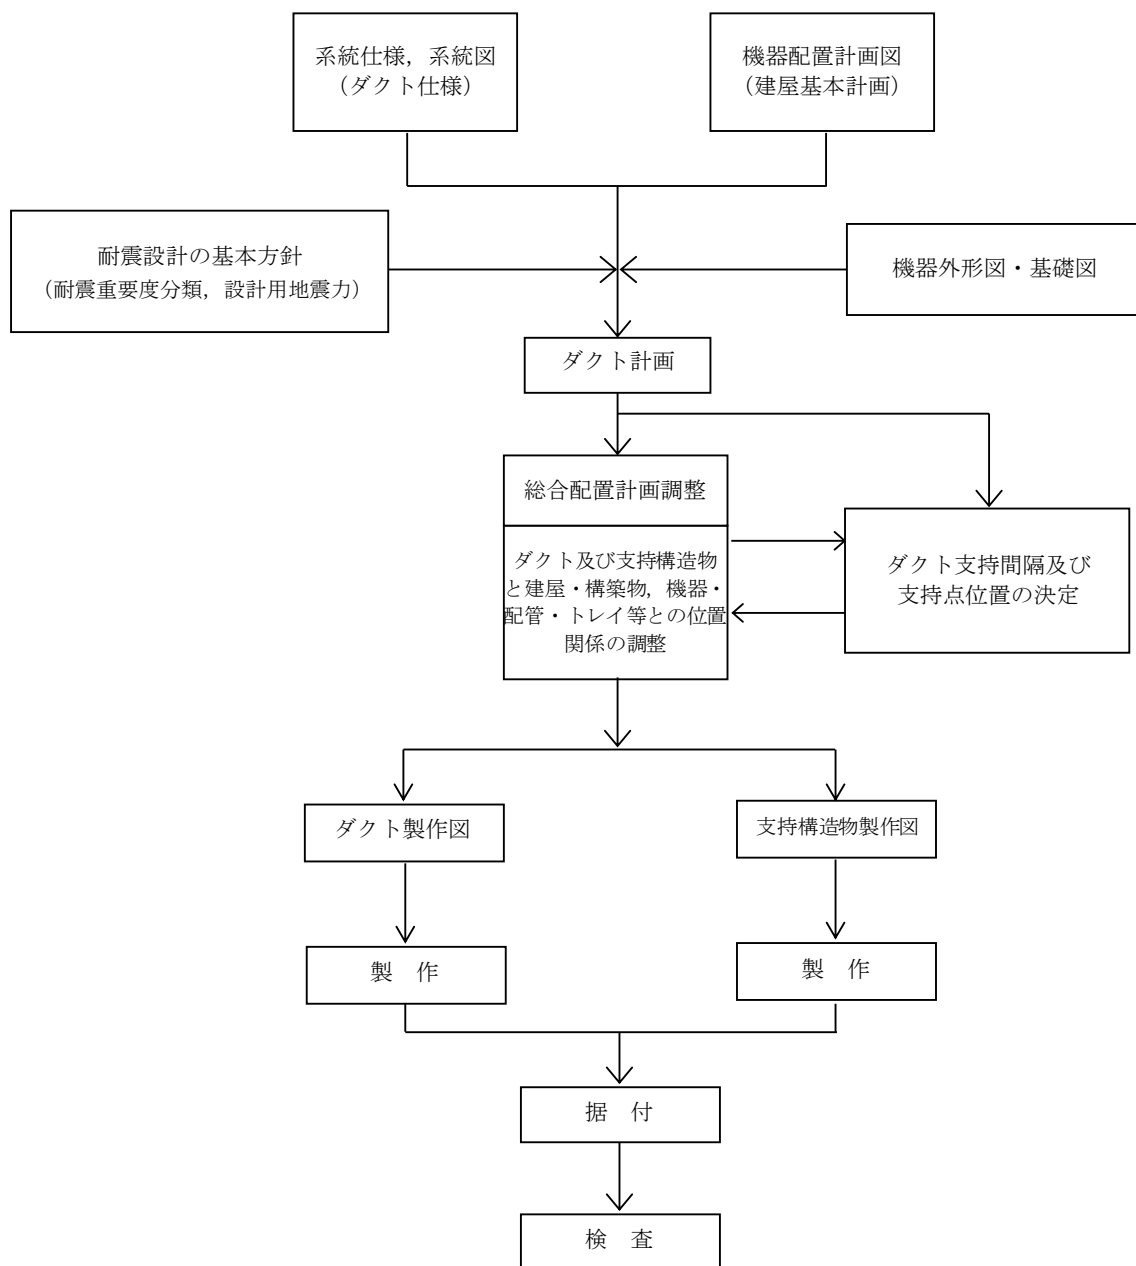 系統仕様，系統図
（ダクト仕様）
機器配置計画図
（建屋基本計画）
耐震設計の基本方針
（耐震重要度分類，設計用地震力）
機器外形図・基礎図
ダクト計画
総合配置計画調整
ダクト及び支持構造物
と建屋・構築物，機器・
配管・トレイ等との位置
関係の調整
ダクト支持間隔及び
支持点位置の決定
ダクト製作図
支持構造物製作図
製　作
製　作
据　付
検　査